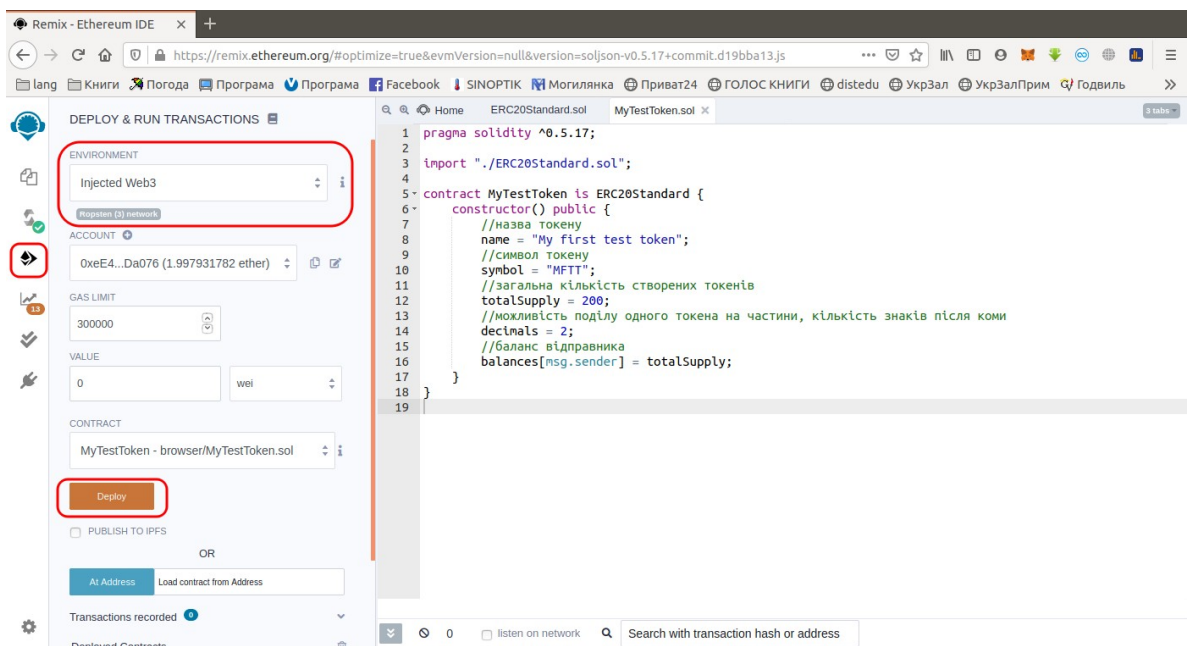 Remix - Ethereum IDE
https://remix.ethereum.org/#optimize=true&evmVersion=null&version=soljson-v0.5.17+commit.d19bba13.js
lang Книги Погода Програма Програма Facebook SINOPTIK Могилянка Приват24 ГОЛОС КНИГИ distedu УкрЗал УкрЗалПрим Годвиль
DEPLOY & RUN TRANSACTIONS
ENVIRONMENT
Injected Web3
i
Ropsten (3) network
ACCOUNT
0xeE4...Da076 (1.997931782 ether)
GAS LIMIT
300000
13
VALUE
0 wei
CONTRACT
MyTestToken - browser/MyTestToken.sol
i
Deploy
PUBLISH TO IPFS
OR
At Address Load contract from Address
Transactions recorded 0
Deployed Contracts
Home ERC20Standard.sol MyTestToken.sol 3 tabs
1 pragma solidity ^0.5.17;
2
3 import "./ERC20Standard.sol";
4
5 contract MyTestToken is ERC20Standard {
6 constructor() public {
7 //назва токену
8 name = "My first test token";
9 //символ токену
10 symbol = "MFTT";
11 //загальна кількість створених токенів
12 totalSupply = 200;
13 //можливість поділу одного токена на частини, кількість знаків після коми
14 decimals = 2;
15 //баланс відправника
16 balances[msg.sender] = totalSupply;
17 }
18 }
19
0 listen on network Search with transaction hash or address